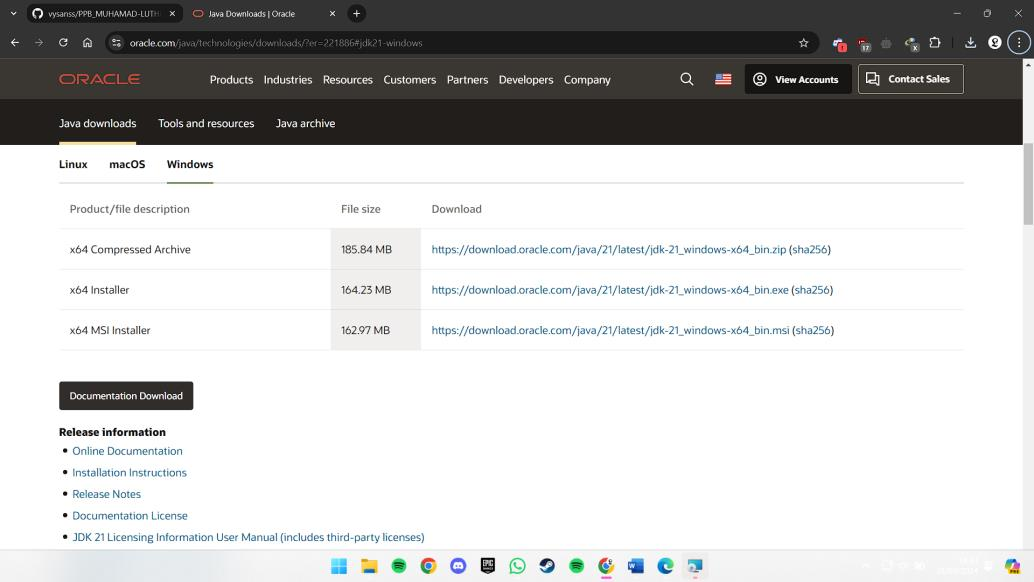 vysanss/PPB_MUHAMAD-LUTH
Java Downloads | Oracle
oracle.com/java/technologies/downloads/?er=221886#jdk21-windows
17
X
ORACLE
Products
Industries
Resources
Customers
Partners
Developers
Company
View Accounts
Contact Sales
Java downloads
Tools and resources
Java archive
Linux
macOS
Windows
Product/file description
File size
Download
x64 Compressed Archive
185.84 MB
https://download.oracle.com/java/21/latest/jdk-21_windows-x64_bin.zip (sha256)
x64 Installer
164.23 MB
https://download.oracle.com/java/21/latest/jdk-21_windows-x64_bin.exe (sha256)
x64 MSI Installer
162.97 MB
https://download.oracle.com/java/21/latest/jdk-21_windows-x64_bin.msi (sha256)
Documentation Download
Release information
• Online Documentation
• Installation Instructions
• Release Notes
• Documentation License
• JDK 21 Licensing Information User Manual (includes third-party licenses)
EPIC
W